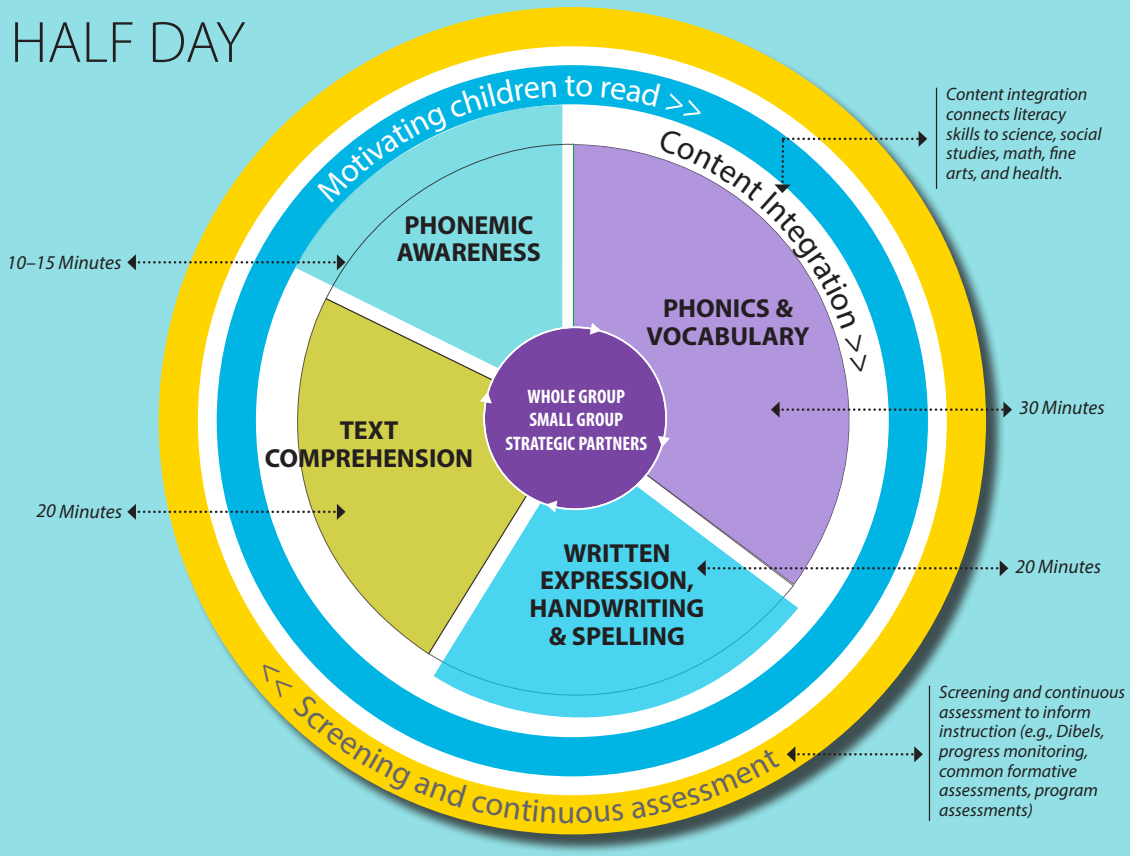 HALF DAY
Motivating children to read >>
Content Integration >>
Content integration
connects literacy
skills to science, social
studies, math, fine
arts, and health.
PHONEMIC
AWARENESS
10–15 Minutes
PHONICS &
VOCABULARY
30 Minutes
WHOLE GROUP
SMALL GROUP
STRATEGIC PARTNERS
TEXT
COMPREHENSION
20 Minutes
WRITTEN
EXPRESSION,
HANDWRITING
& SPELLING
20 Minutes
<< Screening and continuous assessment
Screening and continuous
assessment to inform
instruction (e.g., Dibels,
progress monitoring,
common formative
assessments, program
assessments)